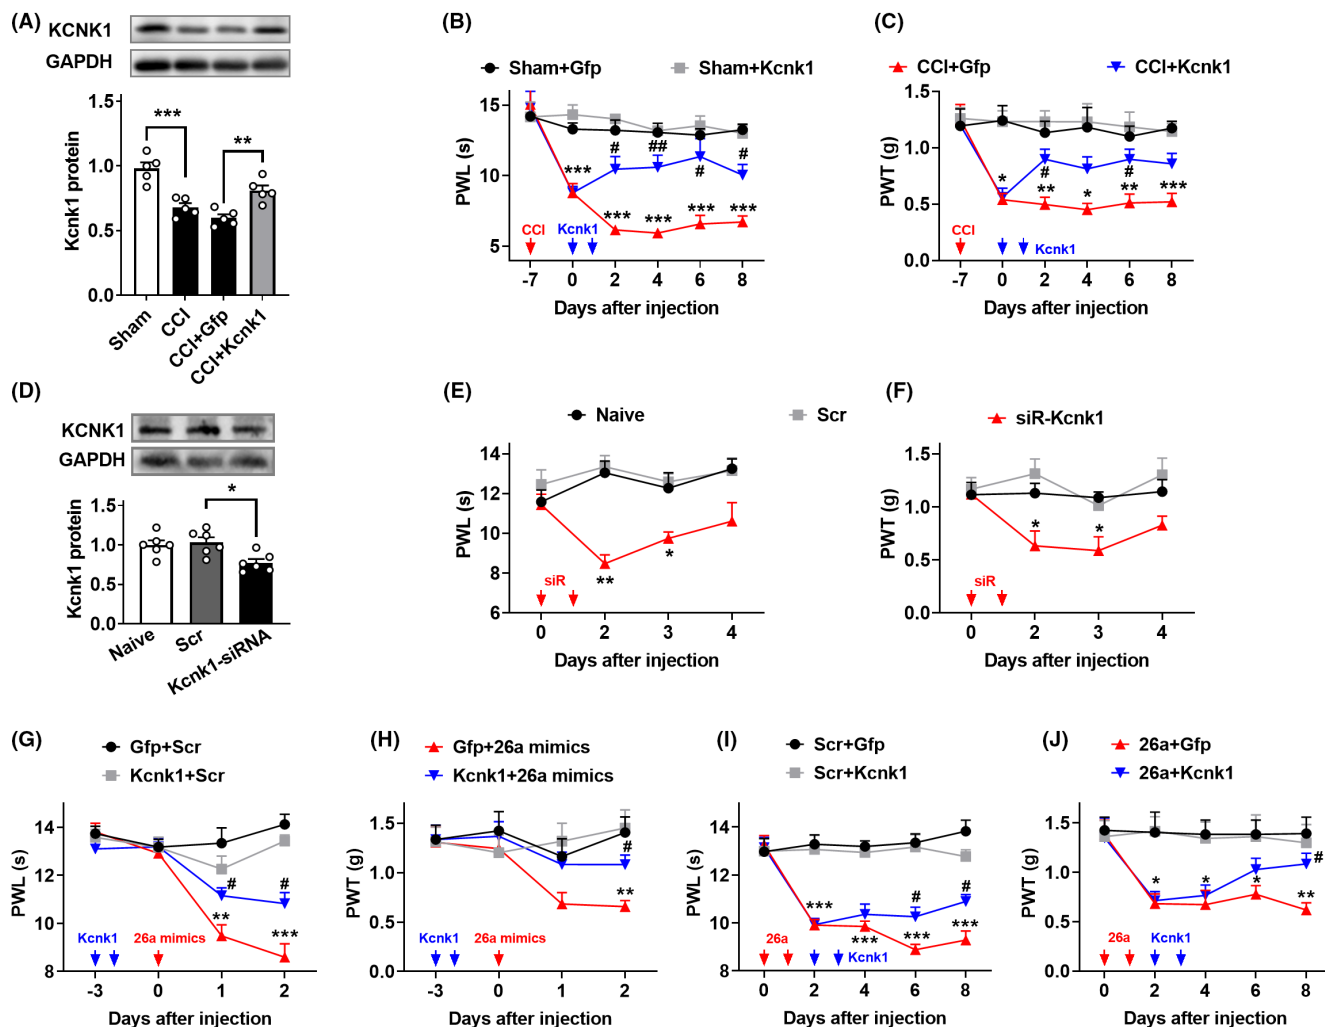 (A)
KCNK1
GAPDH
1.5
1.0
0.5
0.0
Kcnk1 protein
***
**
Sham
CCI
CCI+Gfp
CCI+Kcnk1
(B)
Sham+Gfp
Sham+Kcnk1
15
10
5
PWL (s)
***
#
##
#
#
***
***
***
***
CCI
Kcnk1
-7 0 2 4 6 8
Days after injection
(C)
CCI+Gfp
CCI+Kcnk1
1.5
1.0
0.5
0.0
PWT (g)
*
#
#
**
*
**
***
CCI
Kcnk1
-7 0 2 4 6 8
Days after injection
(D)
KCNK1
GAPDH
1.5
1.0
0.5
0.0
Kcnk1 protein
*
Naive
Scr
Kcnk1-siRNA
(E)
Naive
Scr
14
12
10
8
6
PWL (s)
**
*
siR
0 2 3 4
Days after injection
(F)
siR-Kcnk1
1.5
1.0
0.5
0.0
PWT (g)
*
*
siR
0 2 3 4
Days after injection
(G)
Gfp+Scr
Kcnk1+Scr
14
12
10
8
PWL (s)
#
#
**
***
Kcnk1
26a mimics
-3 0 1 2
Days after injection
(H)
Gfp+26a mimics
Kcnk1+26a mimics
1.5
1.0
0.5
0.0
PWT (g)
#
**
Kcnk1
26a mimics
-3 0 1 2
Days after injection
(I)
Scr+Gfp
Scr+Kcnk1
14
12
10
8
PWL (s)
***
#
#
***
***
***
26a
Kcnk1
0 2 4 6 8
Days after injection
(J)
26a+Gfp
26a+Kcnk1
1.5
1.0
0.5
0.0
PWT (g)
*
*
*
**
#
26a
Kcnk1
0 2 4 6 8
Days after injection